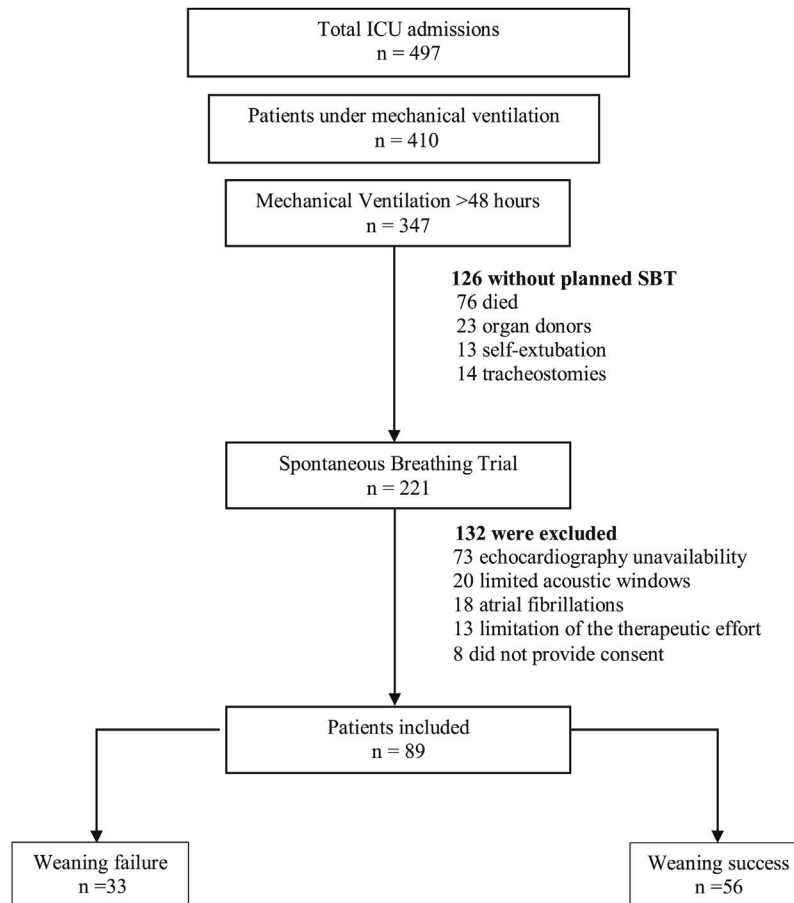 Total ICU admissions
n = 497
Patients under mechanical ventilation
n = 410
Mechanical Ventilation >48 hours
n = 347
126 without planned SBT
76 died
23 organ donors
13 self-extubation
14 tracheostomies
Spontaneous Breathing Trial
n = 221
132 were excluded
73 echocardiography unavailability
20 limited acoustic windows
18 atrial fibrillations
13 limitation of the therapeutic effort
8 did not provide consent
Patients included
n = 89
Weaning failure
n =33
Weaning success
n =56